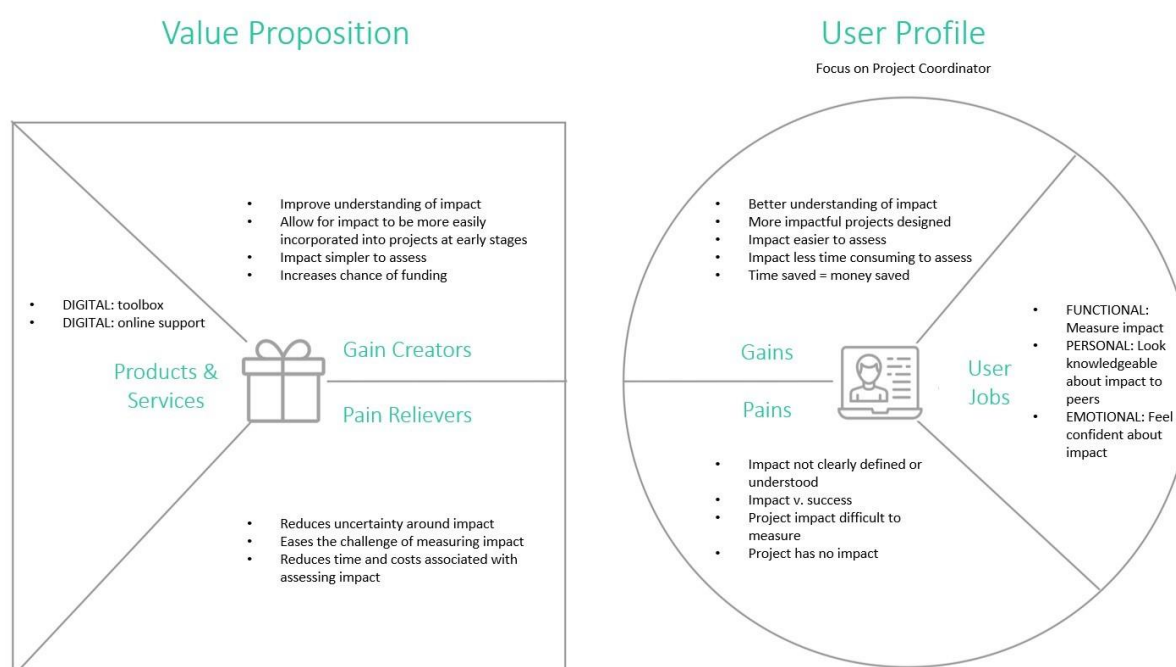 Value Proposition
• Improve understanding of impact
• Allow for impact to be more easily
incorporated into projects at early stages
• Impact simpler to assess
• Increases chance of funding
• DIGITAL: toolbox
• DIGITAL: online support
Products &
Services
Gain Creators
Pain Relievers
• Reduces uncertainty around impact
• Eases the challenge of measuring impact
• Reduces time and costs associated with
assessing impact
User Profile
Focus on Project Coordinator
• Better understanding of impact
• More impactful projects designed
• Impact easier to assess
• Impact less time consuming to assess
• Time saved = money saved
Gains
Pains
User
Jobs
• FUNCTIONAL:
Measure impact
• PERSONAL: Look
knowledgeable
about impact to
peers
• EMOTIONAL: Feel
confident about
impact
• Impact not clearly defined or
understood
• Impact v. success
• Project impact difficult to
measure
• Project has no impact